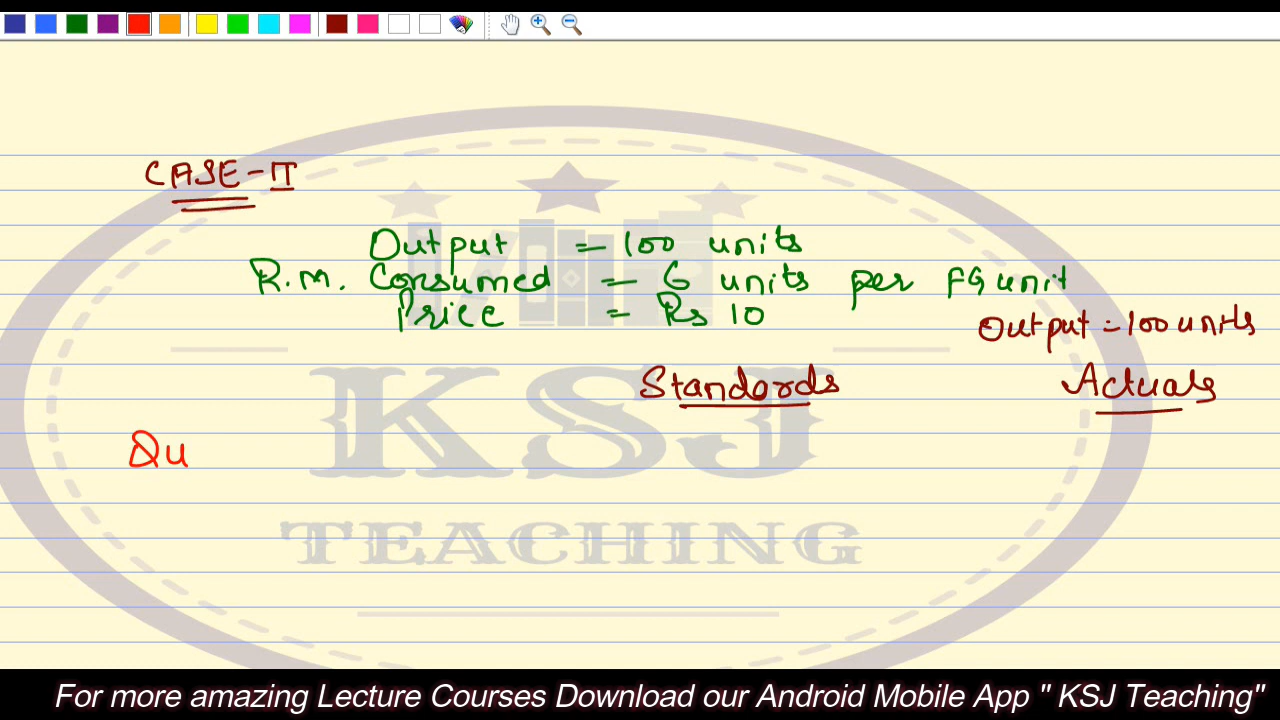 CASE-II
Output = 100 units
R.M. Consumed = 6 units per FG unit
Price = Rs 10
Output = 100 units
Standards Actuals
Qu
KSJ
TEACHING
For more amazing Lecture Courses Download our Android Mobile App " KSJ Teaching"